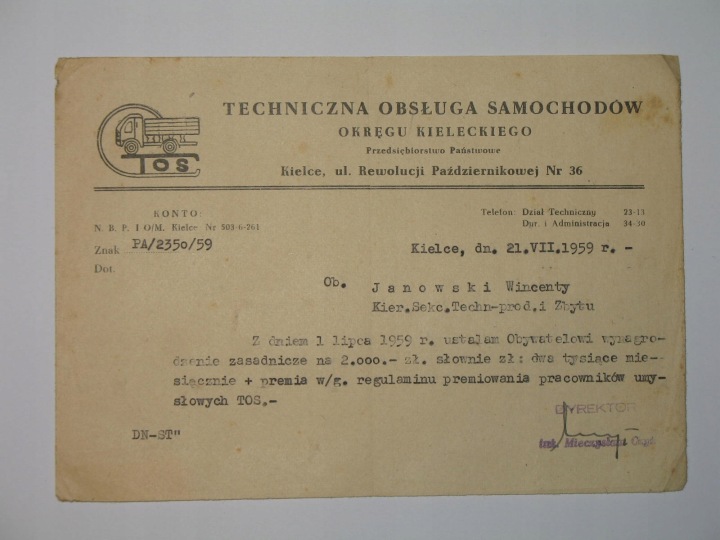 TECHNICZNA OBSŁUGA SAMOCHODÓW
OKRĘGU KIELECKIEGO
Przedsiębiorstwo Państwowe
Kielce, ul. Rewolucji Październikowej Nr 36
TOS
KONTO:
N. B. P. I O/M. Kielce Nr 503-6-261
Telefon: Dział Techniczny 23-13
Dyr. i Administracja 34-30
Znak PA/2350/59
Kielce, dn. 21.VII.1959 r. -
Dot.
Ob. Janowski Wincenty
Kier.Sekc.Techn-prod.i Zbytu
Z dniem 1 lipca 1959 r. ustalam Obywatelowi wynagro-
dzenie zasadnicze na 2.000.- zł. słownie zł: dwa tysiące mie-
sięcznie + premia w/g. regulaminu premiowania pracowników umy-
słowych TOS.-
DYREKTOR
DN-ST"
inż. Mieczysław